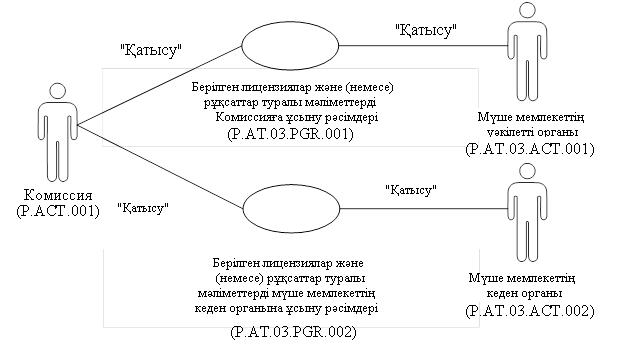 "Қатысу"
"Қатысу"
Берілген лицензиялар және (немесе)
рұқсаттар туралы мәліметтерді
Комиссияға ұсыну рәсімдері
(P.AT.03.PGR.001)
Мүше мемлекеттің
уәкілетті органы
(P.AT.03.ACT.001)
Комиссия
(P.ACT.001)
"Қатысу"
"Қатысу"
Берілген лицензиялар және
(немесе) рұқсаттар туралы
мәліметтерді мүше мемлекеттің
кеден органына ұсыну рәсімдері
(P.AT.03.PGR.002)
Мүше мемлекеттің
кеден органы
(P.AT.03.ACT.002)